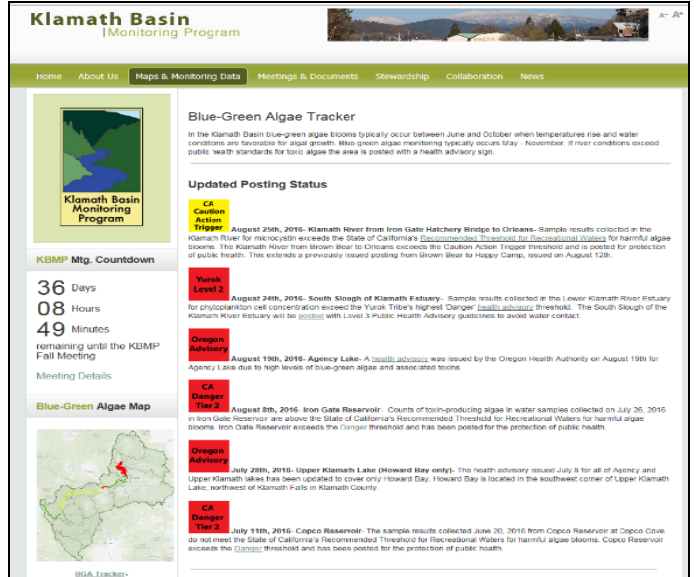 Klamath Basin
Monitoring Program
A- A+
Home About Us Maps & Monitoring Data Meetings & Documents Stewardship Collaboration News
Klamath Basin
Monitoring
Program
KBMP Mtg. Countdown
36 Days
08 Hours
49 Minutes
remaining until the KBMP
Fall Meeting
Meeting Details
Blue-Green Algae Map
BGA Tracker-
Blue-Green Algae Tracker
In the Klamath Basin blue-green algae blooms typically occur between June and October when temperatures rise and water
conditions are favorable for algal growth. Blue-green algae monitoring typically occurs May - November. If river conditions exceed
public health standards for toxic algae the area is posted with a health advisory sign.
Updated Posting Status
CA
Caution
Action
Trigger
August 25th, 2016- Klamath River from Iron Gate Hatchery Bridge to Orleans- Sample results collected in the
Klamath River for microcystin exceeds the State of California's Recommended Threshold for Recreational Waters for harmful algae
blooms. The Klamath River from Brown Bear to Orleans exceeds the Caution Action Trigger threshold and is posted for protection
of public health. This extends a previously issued posting from Brown Bear to Happy Camp, issued on August 12th.
Yurok
Level 2
August 24th, 2016- South Slough of Klamath Estuary- Sample results collected in the Lower Klamath River Estuary
for phytoplankton cell concentration exceed the Yurok Tribe's highest 'Danger' health advisory threshold. The South Slough of the
Klamath River Estuary will be posted with Level 3 Public Health Advisory guidelines to avoid water contact.
Oregon
Advisory
August 19th, 2016- Agency Lake- A health advisory was issued by the Oregon Health Authority on August 19th for
Agency Lake due to high levels of blue-green algae and associated toxins.
CA
Danger
Tier 2
August 8th, 2016- Iron Gate Reservoir- Counts of toxin-producing algae in water samples collected on July 26, 2016
in Iron Gate Reservoir are above the State of California's Recommended Threshold for Recreational Waters for harmful algae
blooms. Iron Gate Reservoir exceeds the Danger threshold and has been posted for the protection of public health.
Oregon
Advisory
July 28th, 2016- Upper Klamath Lake (Howard Bay only)- The health advisory issued July 8 for all of Agency and
Upper Klamath lakes has been updated to cover only Howard Bay. Howard Bay is located in the southwest corner of Upper Klamath
Lake, northwest of Klamath Falls in Klamath County.
CA
Danger
Tier 2
July 11th, 2016- Copco Reservoir- The sample results collected June 20, 2016 from Copco Reservoir at Copco Cove
do not meet the State of California's Recommended Threshold for Recreational Waters for harmful algae blooms. Copco Reservoir
exceeds the Danger threshold and has been posted for the protection of public health.